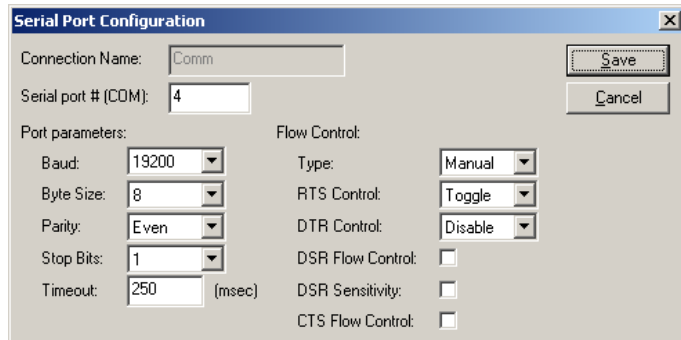 Serial Port Configuration
Connection Name: Comm
Save
Serial port # (COM): 4
Cancel
Port parameters:
Baud: 19200
Byte Size: 8
Parity: Even
Stop Bits: 1
Timeout: 250 (msec)
Flow Control:
Type: Manual
RTS Control: Toggle
DTR Control: Disable
DSR Flow Control:
DSR Sensitivity:
CTS Flow Control: